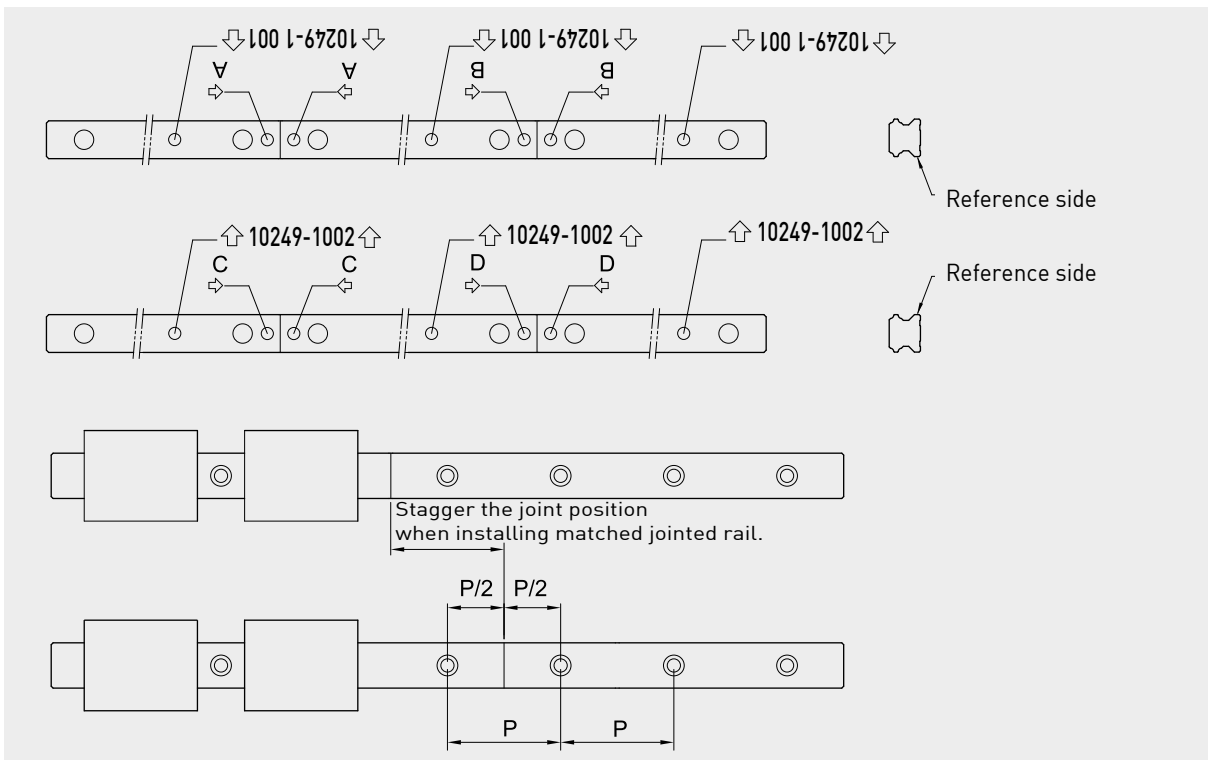 10249-1 001 10249-1 001 10249-1 001
A A B B
Reference side
10249-1002 10249-1002 10249-1002
C C D D
Reference side
Stagger the joint position
when installing matched jointed rail.
P/2 P/2
P P